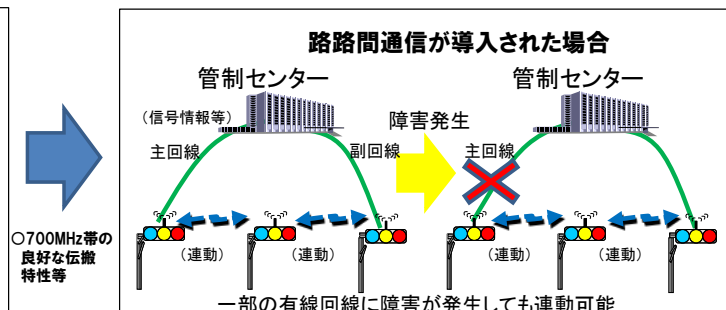 路路間通信が導入された場合
管制センター
管制センター
(信号情報等)
障害発生
主回線
副回線
主回線
○700MHz帯の
良好な伝搬
特性等
(連動)
(連動)
(連動)
(連動)
一部の有線回線に障害が発生しても連動可能